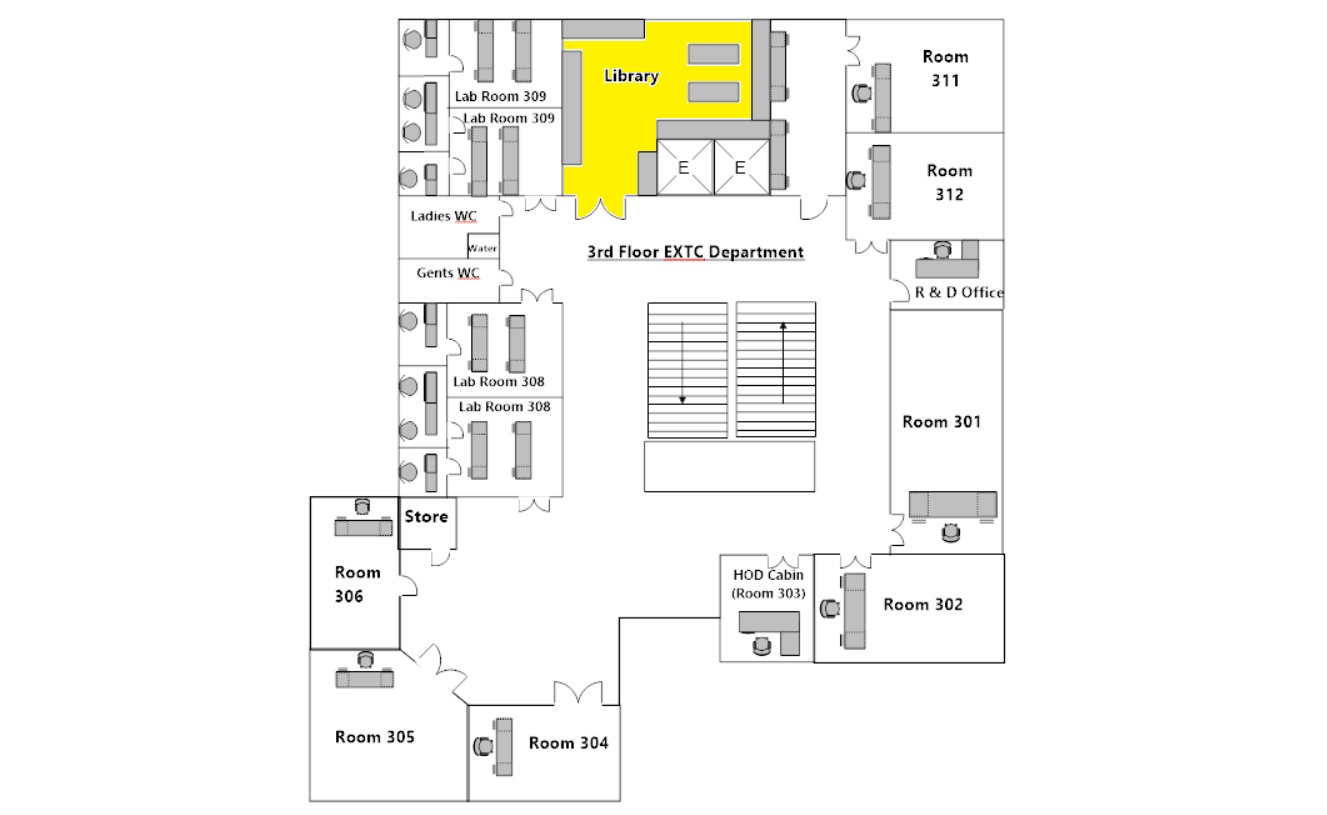 Library
Room
311
Lab Room 309
Lab Room 309
E
E
Room
312
Ladies WC
Water
3rd Floor EXTC Department
Gents WC
R & D Office
Lab Room 308
Lab Room 308
Room 301
Store
Room
306
HOD Cabin
(Room 303)
Room 302
Room 305
Room 304